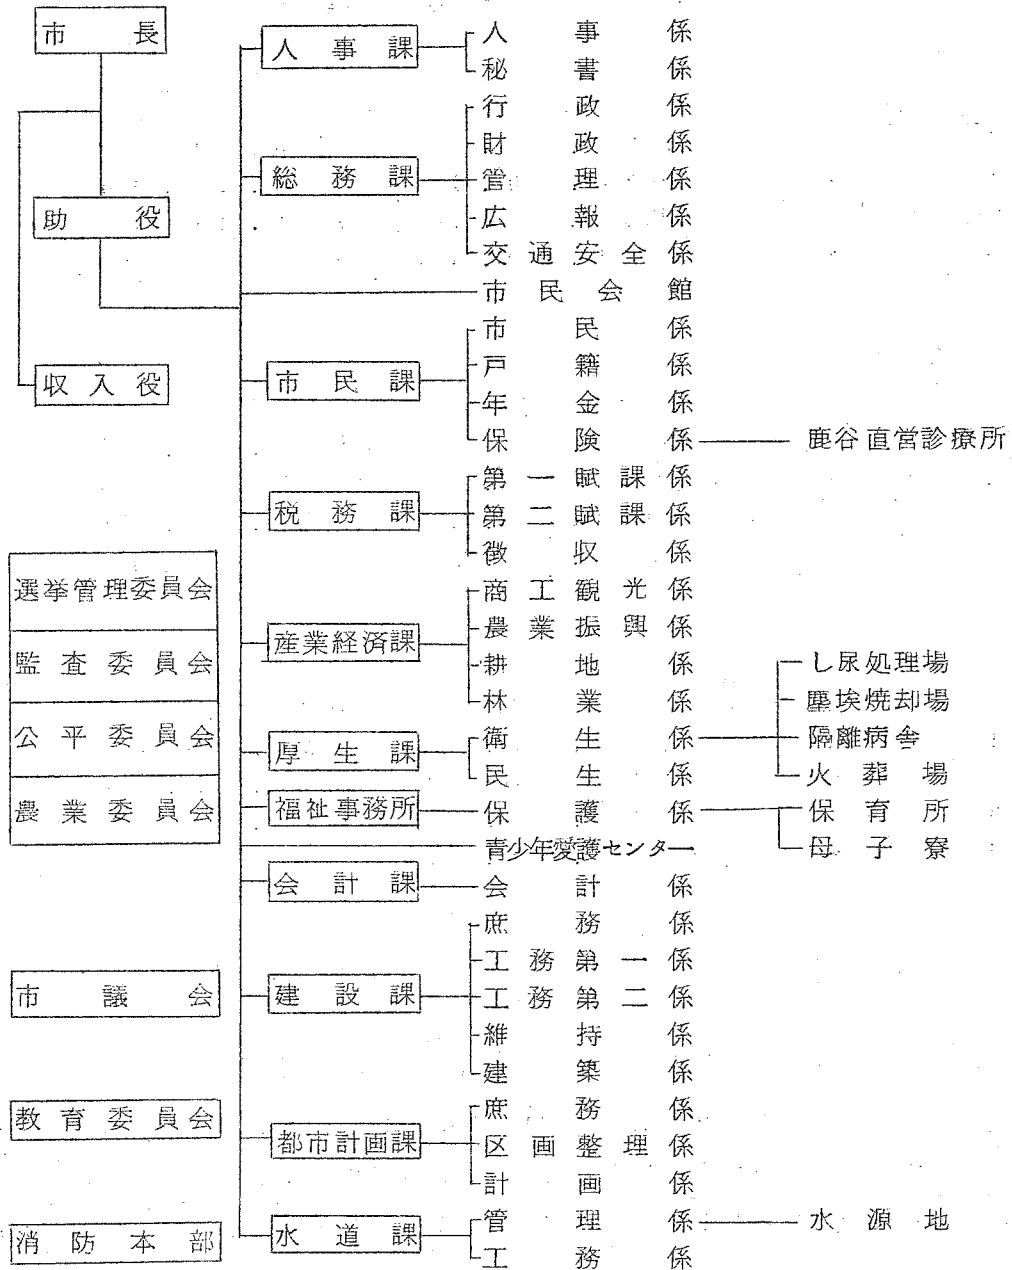 市長
助役
収入役
選挙管理委員会
監査委員会
公平委員会
農業委員会
市議会
教育委員会
消防本部
人事課
人事係
秘書係
総務課
行政係
財政係
管理係
広報係
交通安全係
市民会館
市民課
市民係
戸籍係
年金係
保険係
鹿谷直営診療所
税務課
第一賦課係
第二賦課係
徴収係
産業経済課
商工観光係
農業振興係
耕地係
林業係
厚生課
衛生係
し尿処理場
塵埃焼却場
隔離病舎
火葬場
民生係
福祉事務所
保護係
保育所
母子寮
青少年愛護センター
会計課
会計係
建設課
庶務係
工務第一係
工務第二係
維持係
建築係
都市計画課
庶務係
区画整理係
計画係
水道課
管理係
水源地
工務係